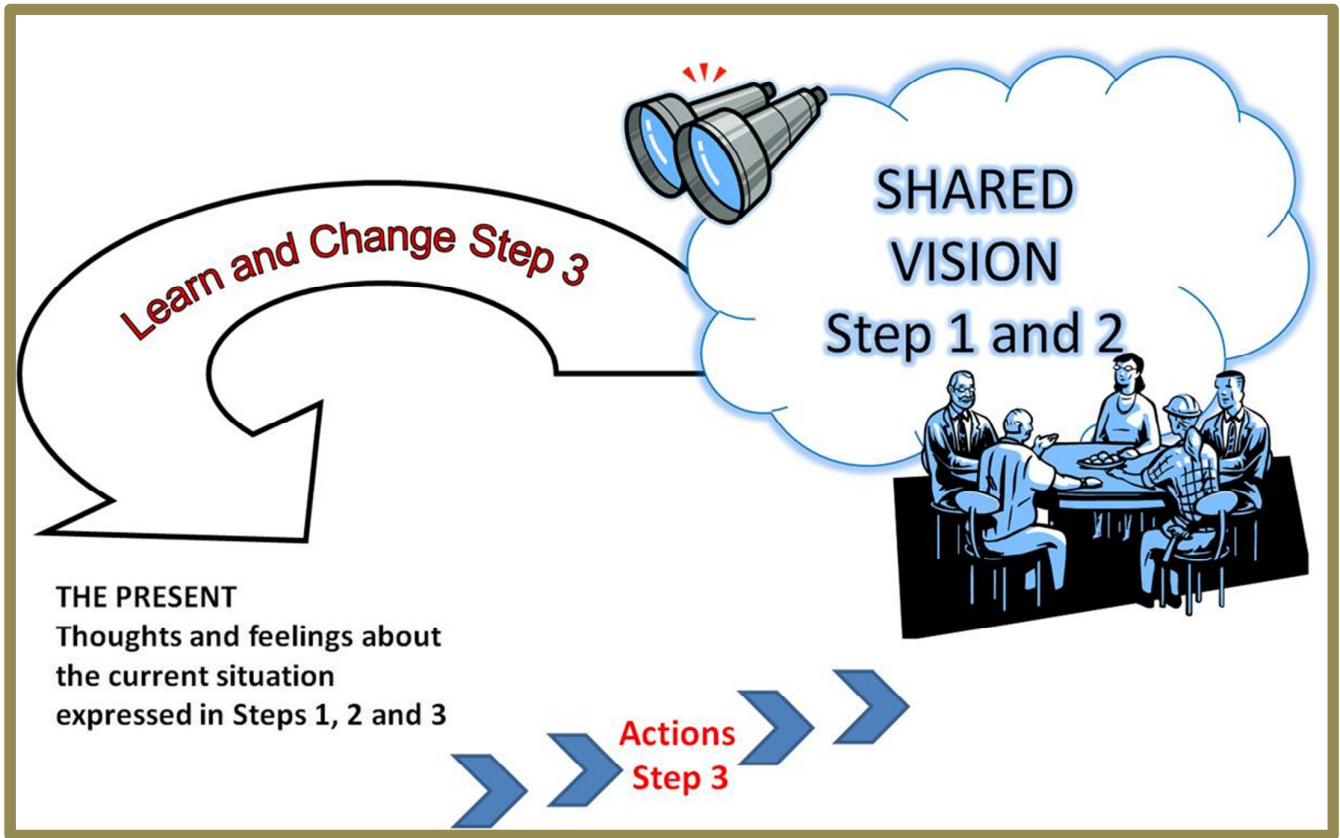 SHARED
VISION
Step 1 and 2
Learn and Change Step 3
THE PRESENT
Thoughts and feelings about
the current situation
expressed in Steps 1, 2 and 3
Actions
Step 3